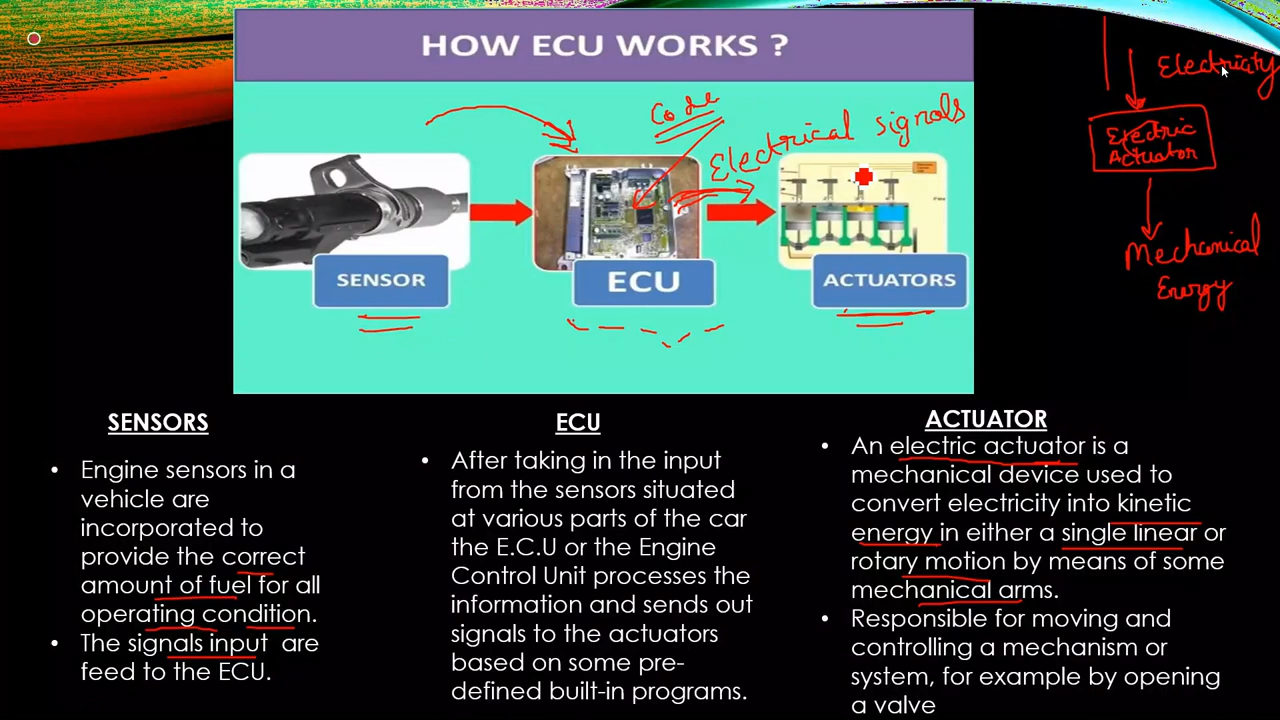 HOW ECU WORKS ?
Electricity
Code
Electrical signals
Electric
Actuator
Mechanical
Energy
SENSOR
ECU
ACTUATORS
SENSORS
• Engine sensors in a
vehicle are
incorporated to
provide the correct
amount of fuel for all
operating condition.
• The signals input are
feed to the ECU.
ECU
• After taking in the input
from the sensors situated
at various parts of the car
the E.C.U or the Engine
Control Unit processes the
information and sends out
signals to the actuators
based on some pre-
defined built-in programs.
ACTUATOR
• An electric actuator is a
mechanical device used to
convert electricity into kinetic
energy in either a single linear or
rotary motion by means of some
mechanical arms.
• Responsible for moving and
controlling a mechanism or
system, for example by opening
a valve